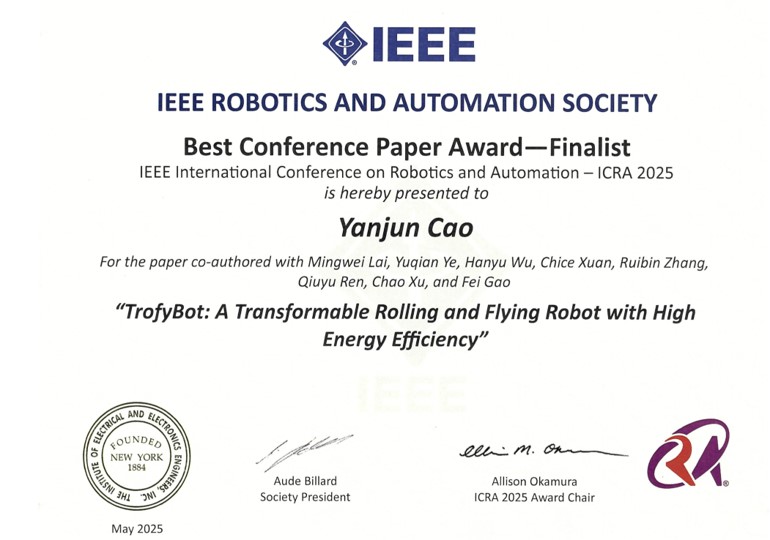 IEEE
IEEE ROBOTICS AND AUTOMATION SOCIETY
Best Conference Paper Award—Finalist
IEEE International Conference on Robotics and Automation – ICRA 2025
is hereby presented to
Yanjun Cao
For the paper co-authored with Mingwei Lai, Yuqian Ye, Hanyu Wu, Chice Xuan, Ruibin Zhang,
Qiuyu Ren, Chao Xu, and Fei Gao
“TrofyBot: A Transformable Rolling and Flying Robot with High
Energy Efficiency”
IEEE
THE INSTITUTE OF ELECTRICAL AND ELECTRONICS ENGINEERS, INC.
FOUNDED
NEW YORK
1884
May 2025
Aude Billard
Society President
Allison M. Okamura
Allison Okamura
ICRA 2025 Award Chair
RA
®